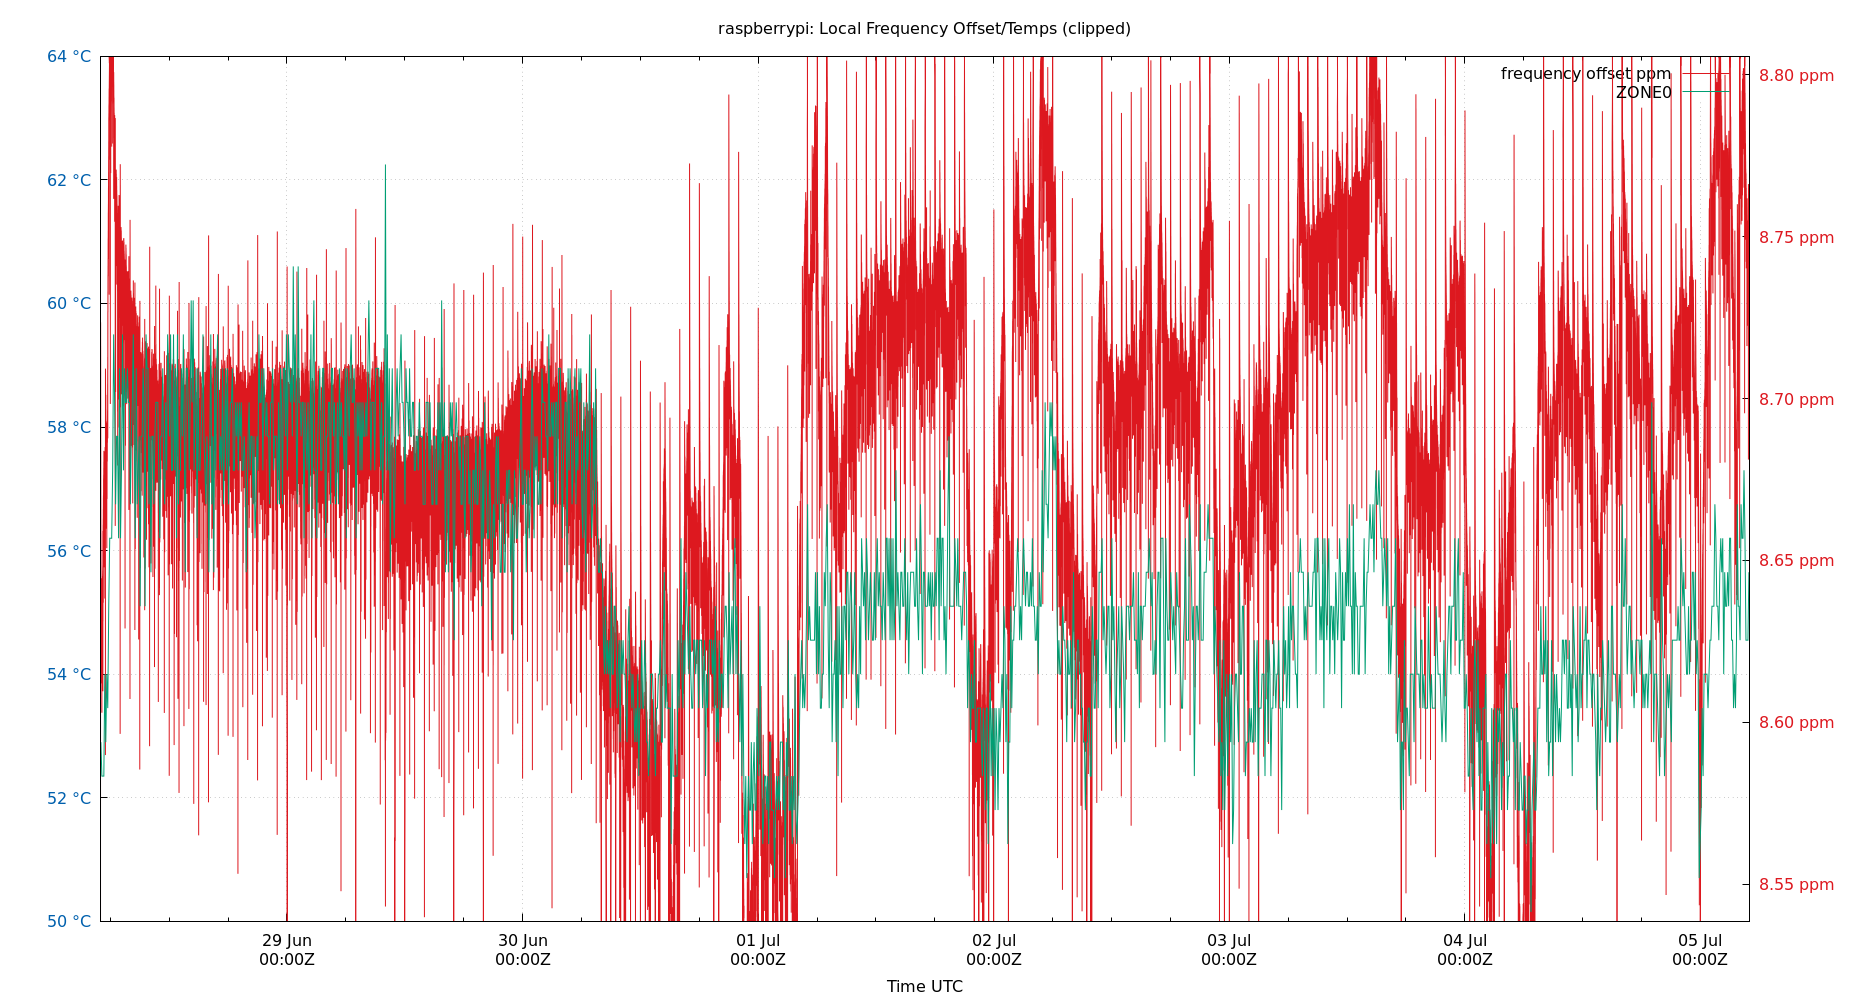 raspberrypi: Local Frequency Offset/Temps (clipped)
64 °C
62 °C
60 °C
58 °C
56 °C
54 °C
52 °C
50 °C
frequency offset ppm
ZONE0
8.80 ppm
8.75 ppm
8.70 ppm
8.65 ppm
8.60 ppm
8.55 ppm
29 Jun
00:00Z
30 Jun
00:00Z
01 Jul
00:00Z
02 Jul
00:00Z
03 Jul
00:00Z
04 Jul
00:00Z
05 Jul
00:00Z
Time UTC